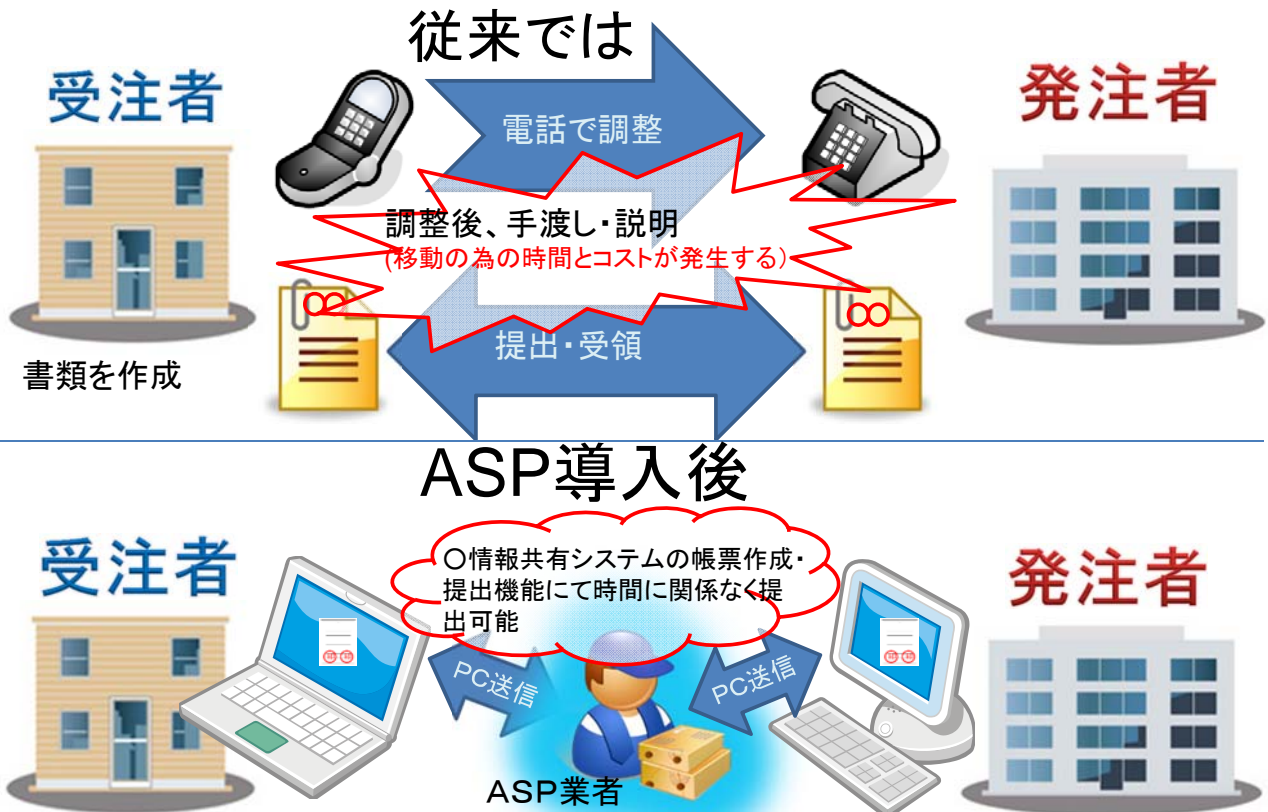 従来では
受注者
発注者
電話で調整
調整後、手渡し・説明
(移動の為の時間とコストが発生する)
提出・受領
書類を作成
ASP導入後
受注者
発注者
〇情報共有システムの帳票作成・
提出機能にて時間に関係なく提
出可能
PC送信
PC送信
ASP業者